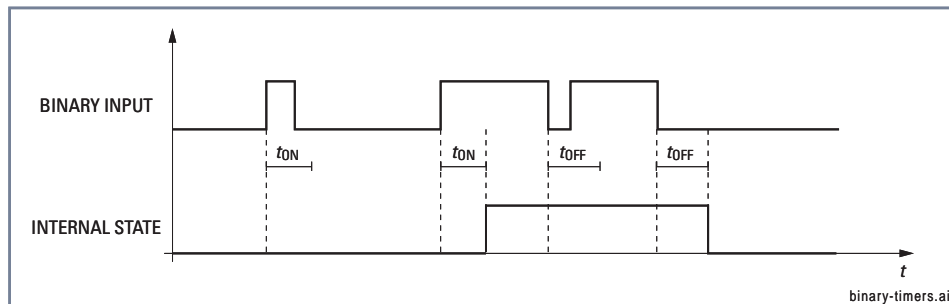 BINARY INPUT
tON
tON
tOFF
tOFF
INTERNAL STATE
t
binary-timers.ai